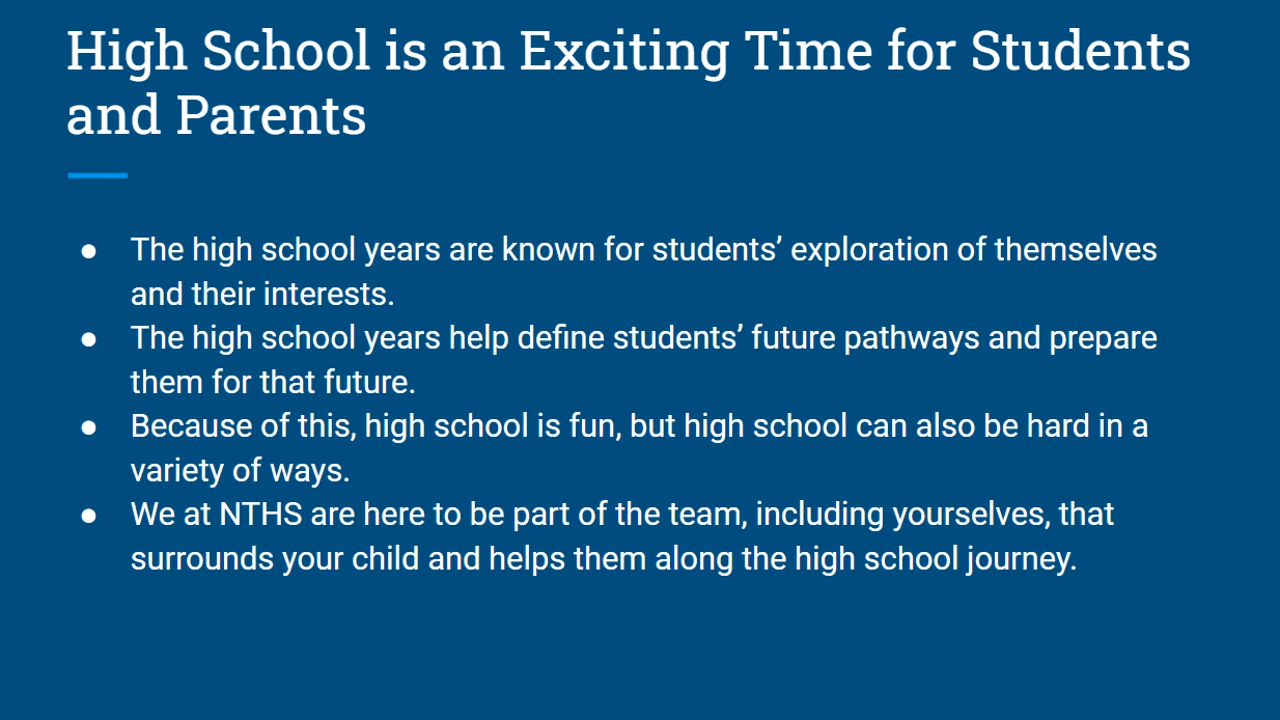 High School is an Exciting Time for Students
and Parents
● The high school years are known for students’ exploration of themselves
and their interests.
● The high school years help define students’ future pathways and prepare
them for that future.
● Because of this, high school is fun, but high school can also be hard in a
variety of ways.
● We at NTHS are here to be part of the team, including yourselves, that
surrounds your child and helps them along the high school journey.